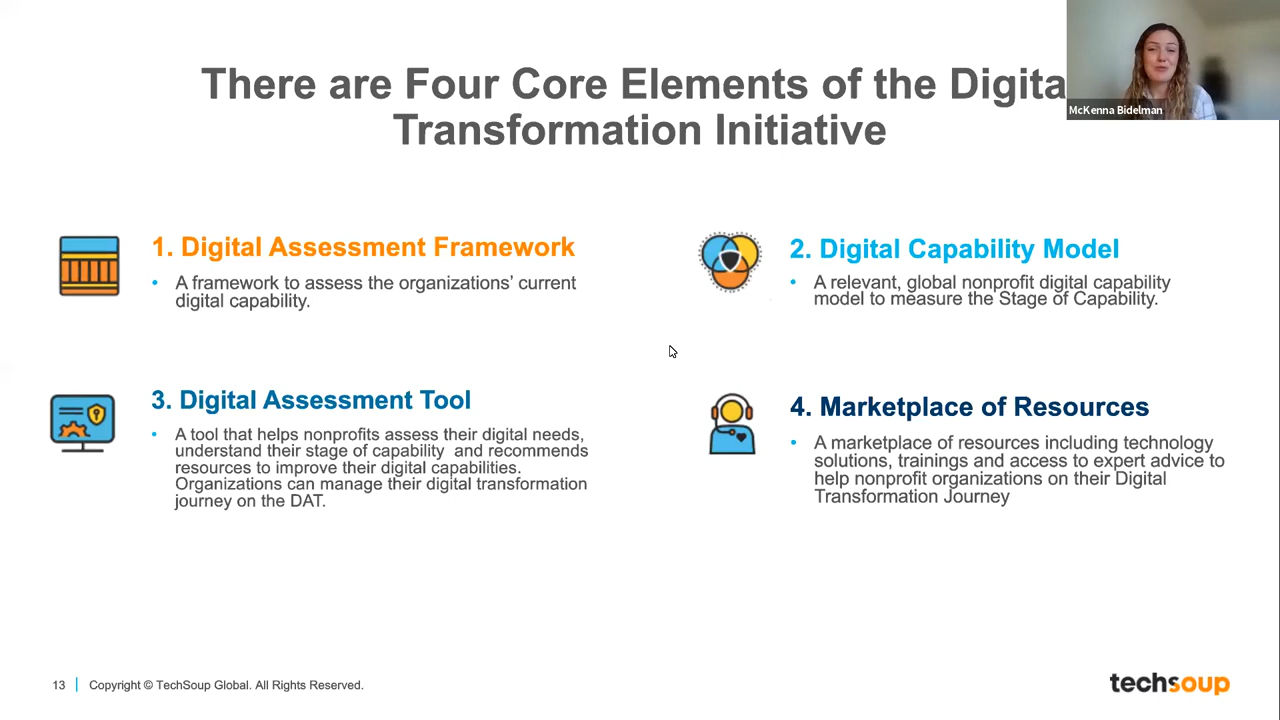 There are Four Core Elements of the Digita
Transformation Initiative
McKenna Bidelman
1. Digital Assessment Framework
• A framework to assess the organizations’ current
digital capability.
2. Digital Capability Model
• A relevant, global nonprofit digital capability
model to measure the Stage of Capability.
3. Digital Assessment Tool
• A tool that helps nonprofits assess their digital needs,
understand their stage of capability and recommends
resources to improve their digital capabilities.
Organizations can manage their digital transformation
journey on the DAT.
4. Marketplace of Resources
• A marketplace of resources including technology
solutions, trainings and access to expert advice to
help nonprofit organizations on their Digital
Transformation Journey
13 | Copyright © TechSoup Global. All Rights Reserved.
techsoup